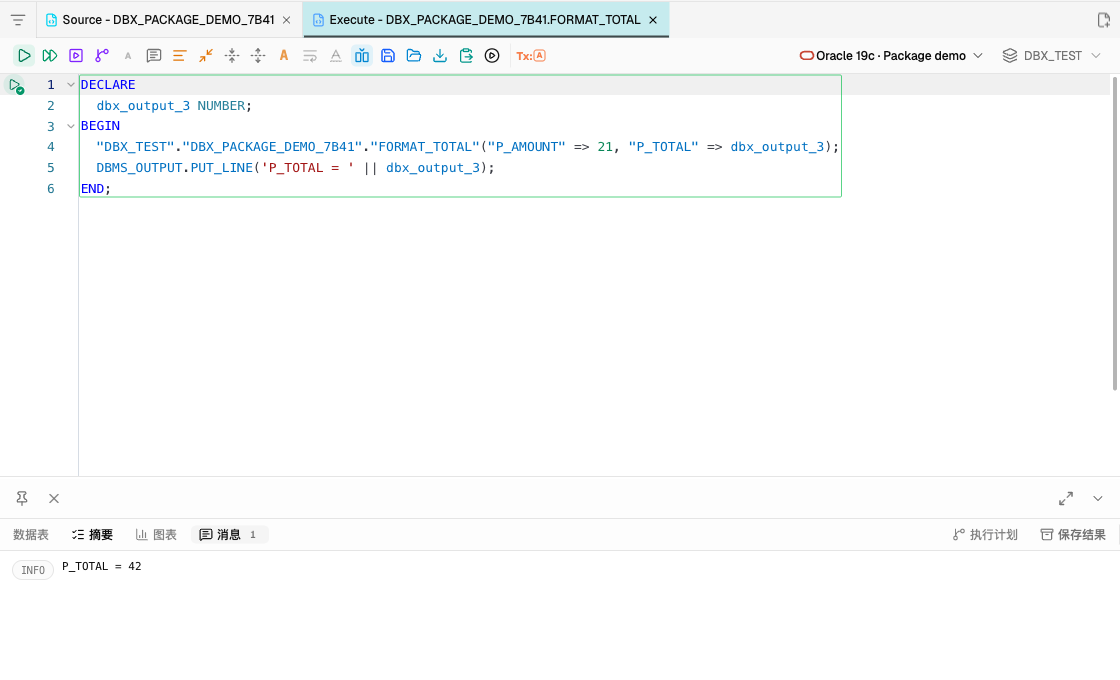 Source - DBX_PACKAGE_DEMO_7B41
Execute - DBX_PACKAGE_DEMO_7B41.FORMAT_TOTAL
Tx:A
Oracle 19c · Package demo
DBX_TEST
1 DECLARE
2 dbx_output_3 NUMBER;
3 BEGIN
4 "DBX_TEST"."DBX_PACKAGE_DEMO_7B41"."FORMAT_TOTAL"("P_AMOUNT" => 21, "P_TOTAL" => dbx_output_3);
5 DBMS_OUTPUT.PUT_LINE('P_TOTAL = ' || dbx_output_3);
6 END;
数据表 摘要 图表 消息 1 执行计划 保存结果
INFO P_TOTAL = 42